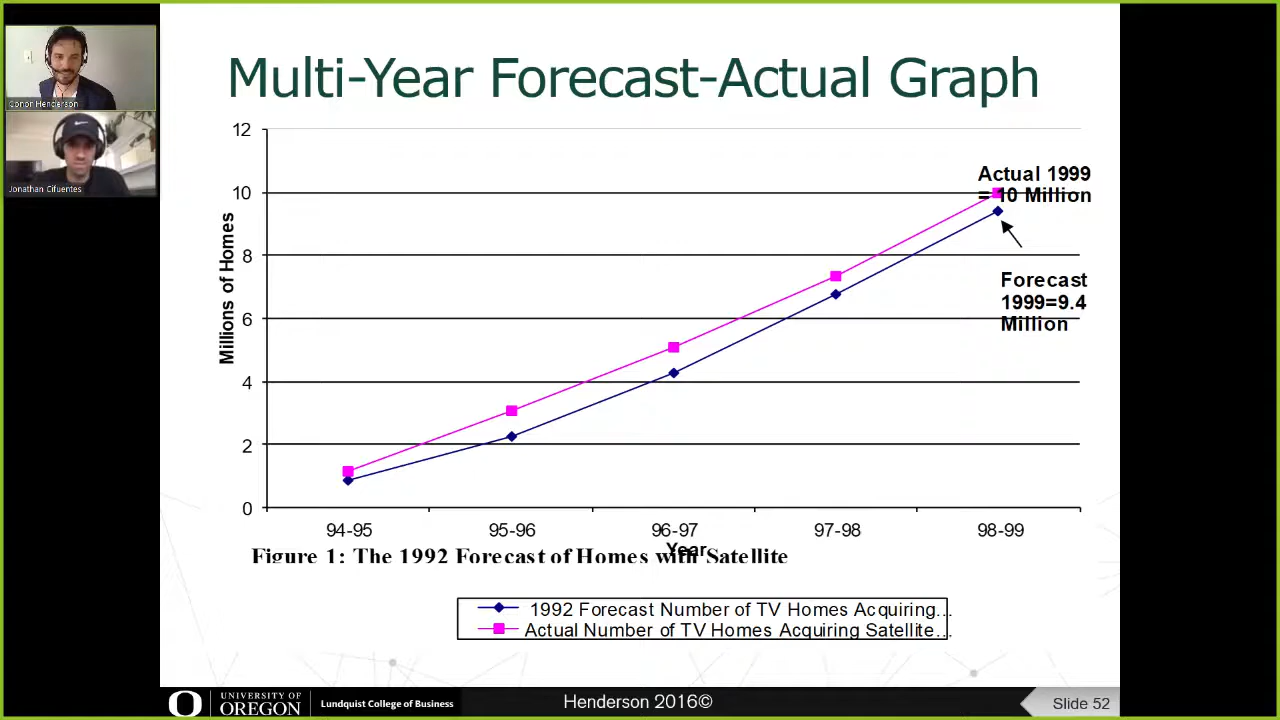 Multi-Year Forecast-Actual Graph
Conor Henderson
Jonathan Cifuentes
12
10
8
6
4
2
0
Millions of Homes
Actual 1999
= 10 Million
Forecast
1999=9.4
Million
94-95
95-96
96-97
97-98
98-99
Year
Figure 1: The 1992 Forecast of Homes with Satellite
1992 Forecast Number of TV Homes Acquiring...
Actual Number of TV Homes Acquiring Satellite...
UNIVERSITY OF
OREGON
Lundquist College of Business
Henderson 2016©
Slide 52